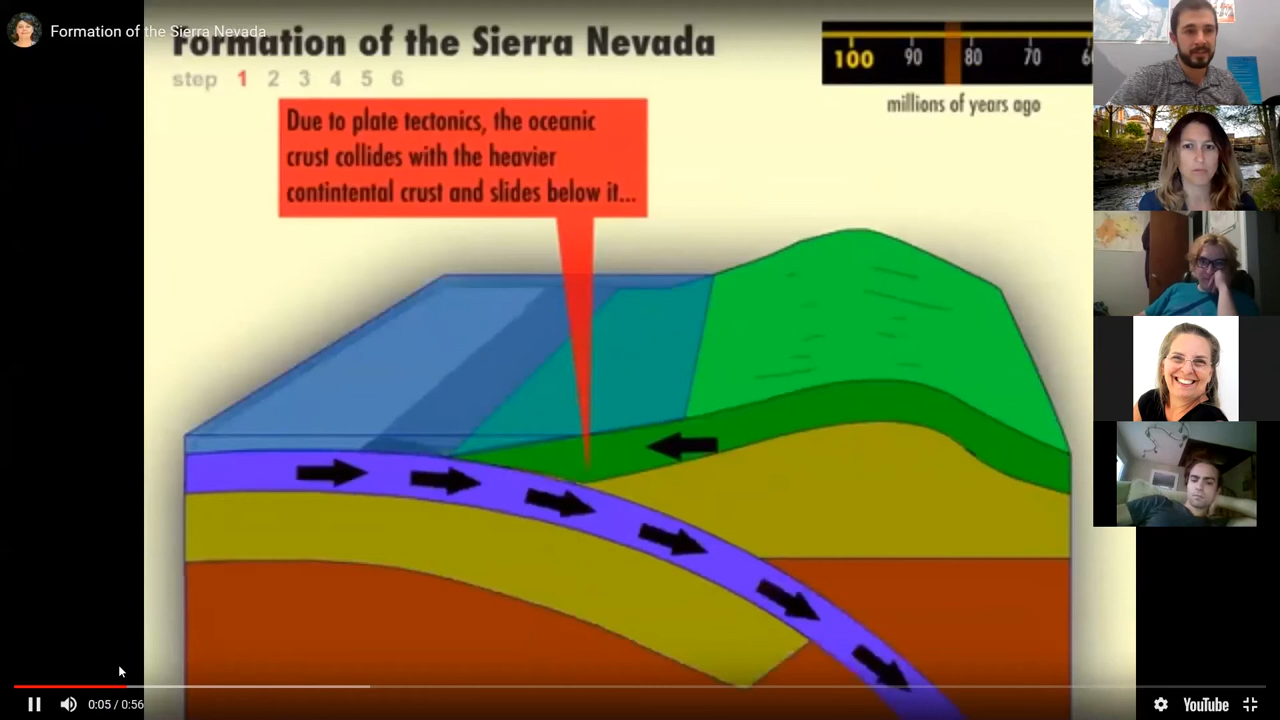 Formation of the Sierra Nevada
Formation of the Sierra Nevada
step 1 2 3 4 5 6
100 90 80 70 60
millions of years ago
Due to plate tectonics, the oceanic
crust collides with the heavier
contintental crust and slides below it...
0:05 / 0:56
YouTube